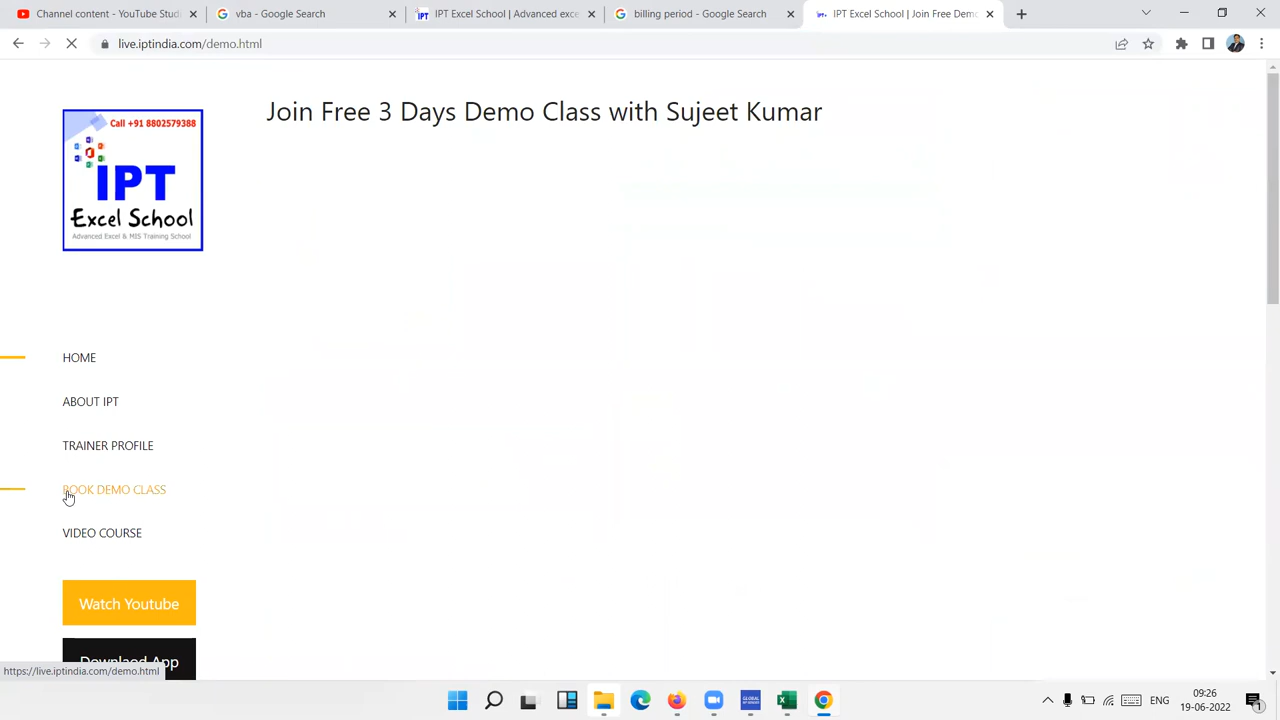 Channel content - YouTube Studi
vba - Google Search
IPT Excel School | Advanced exce
billing period - Google Search
IPT Excel School | Join Free Demo
live.iptindia.com/demo.html
Call +91 8802579388
IPT
Excel School
Advanced Excel & MIS Training School
Join Free 3 Days Demo Class with Sujeet Kumar
HOME
ABOUT IPT
TRAINER PROFILE
BOOK DEMO CLASS
VIDEO COURSE
Watch Youtube
Downlaod App
https://live.iptindia.com/demo.html
ENG
09:26
19-06-2022
1